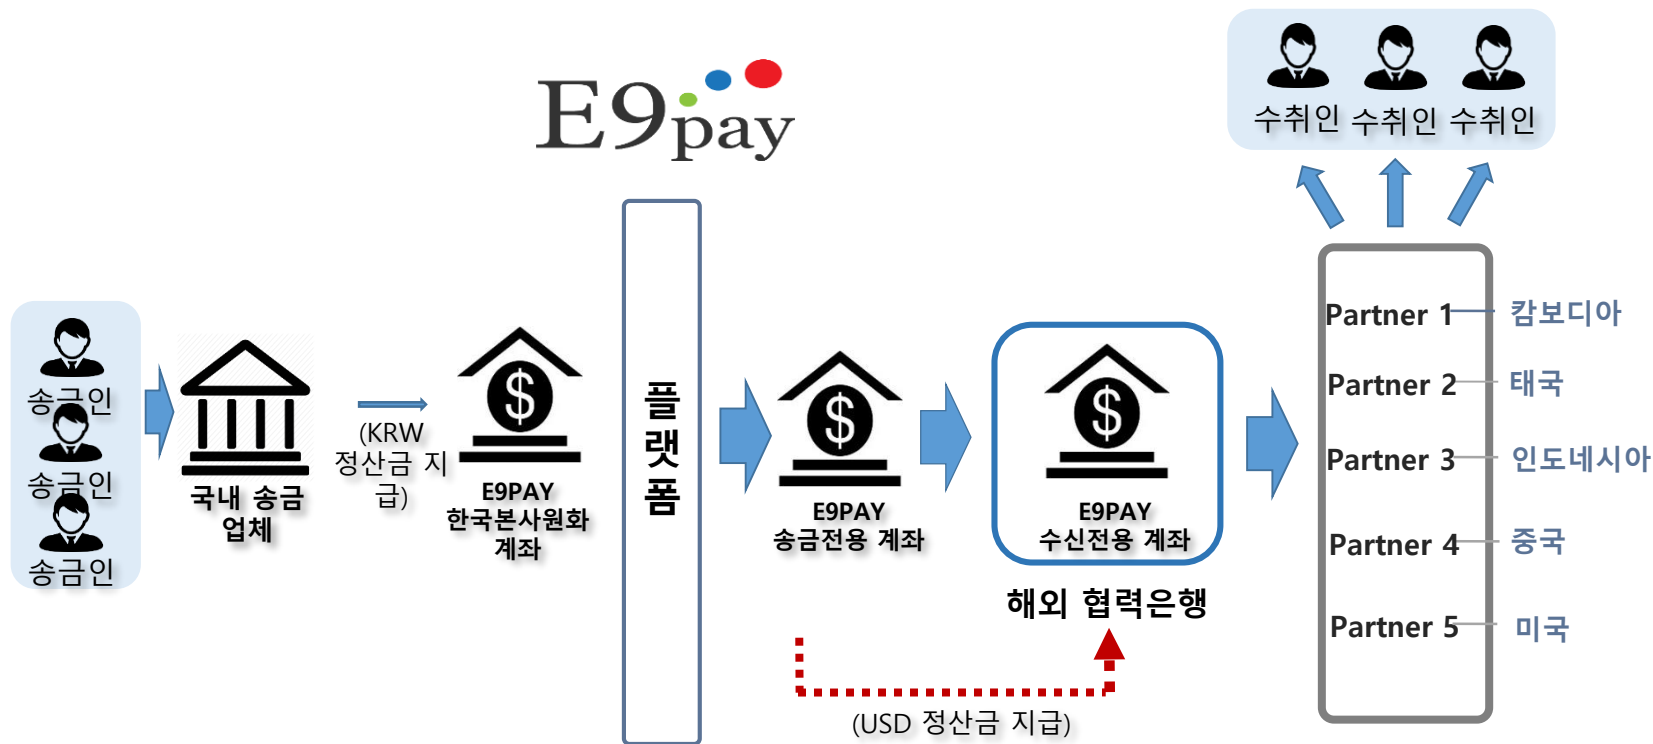 E9pay
수취인 수취인 수취인
송금인
송금인
송금인
국내 송금
업체
(KRW
정산금 지
급)
E9PAY
한국본사원화
계좌
플
랫
폼
E9PAY
송금전용 계좌
E9PAY
수신전용 계좌
해외 협력은행
(USD 정산금 지급)
Partner 1 캄보디아
Partner 2 태국
Partner 3 인도네시아
Partner 4 중국
Partner 5 미국